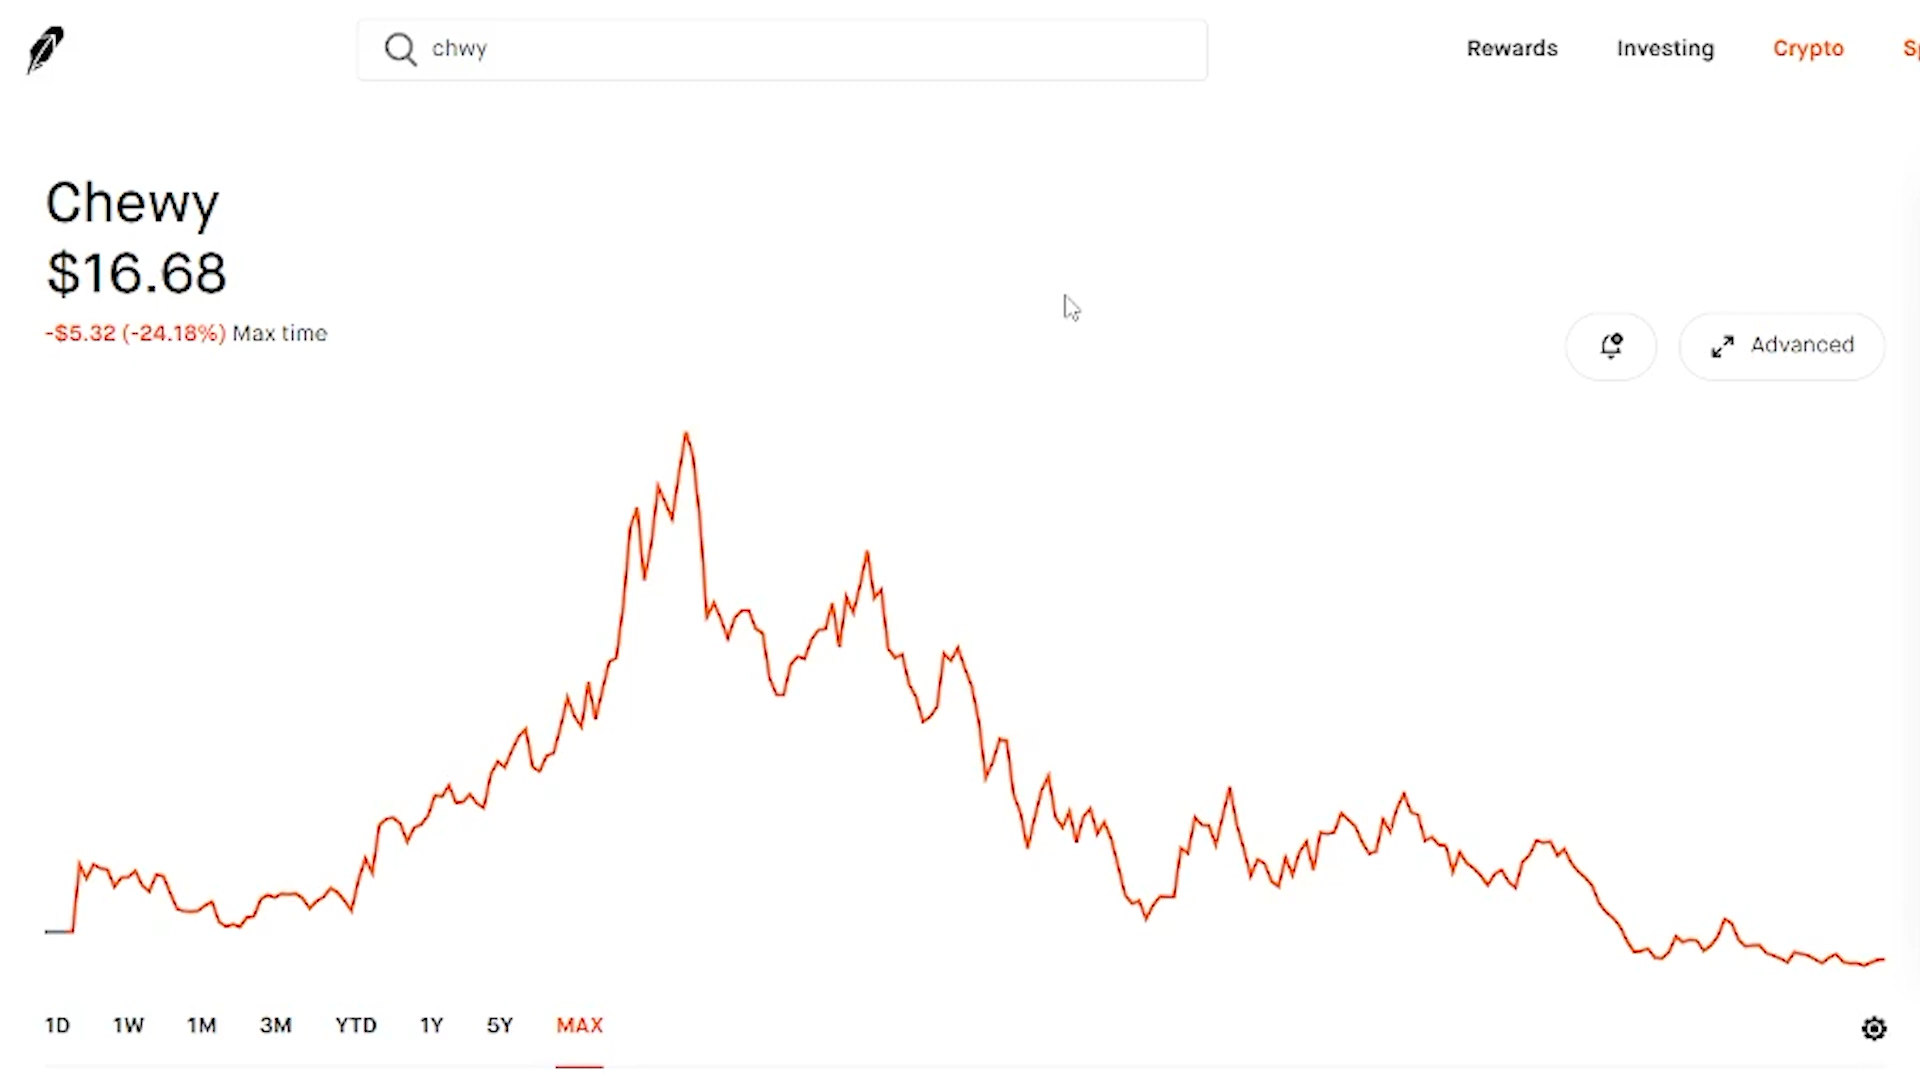 chwy
Rewards Investing Crypto
Chewy
$16.68
-$5.32 (-24.18%) Max time
Advanced
1D 1W 1M 3M YTD 1Y 5Y MAX